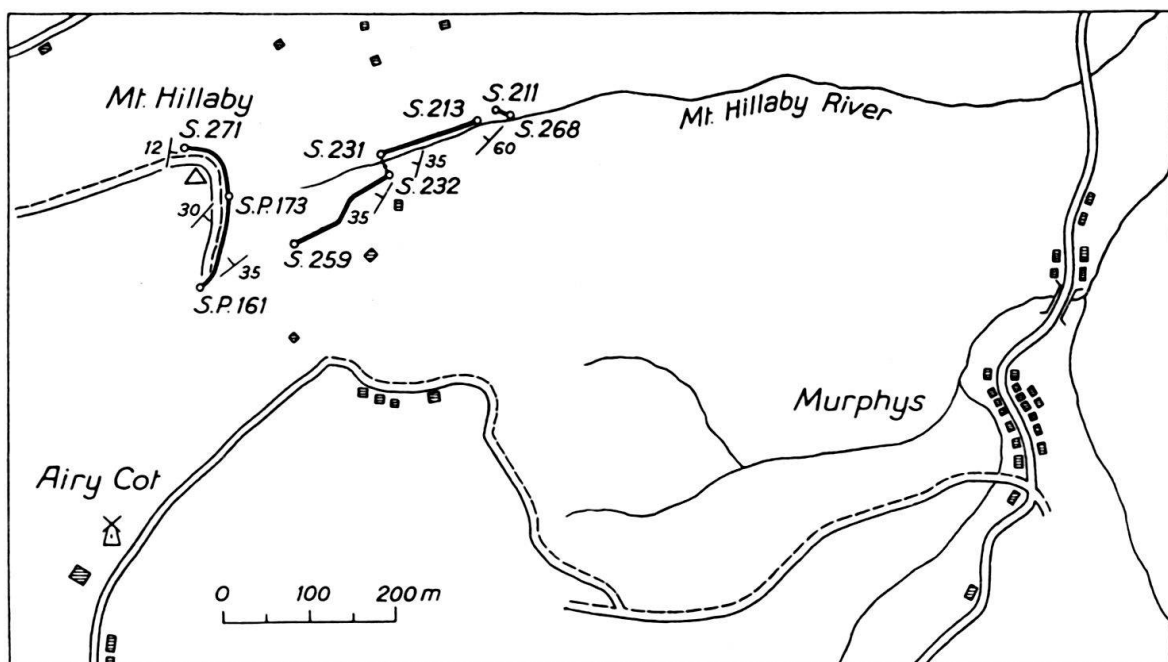 Mt. Hillaby
S.271
12
S.213
S.211
S.268
60
Mt. Hillaby River
S.231
35
S.232
S.P.173
30
35
S.259
35
S.P.161
Murphys
Airy Cot
0 100 200 m